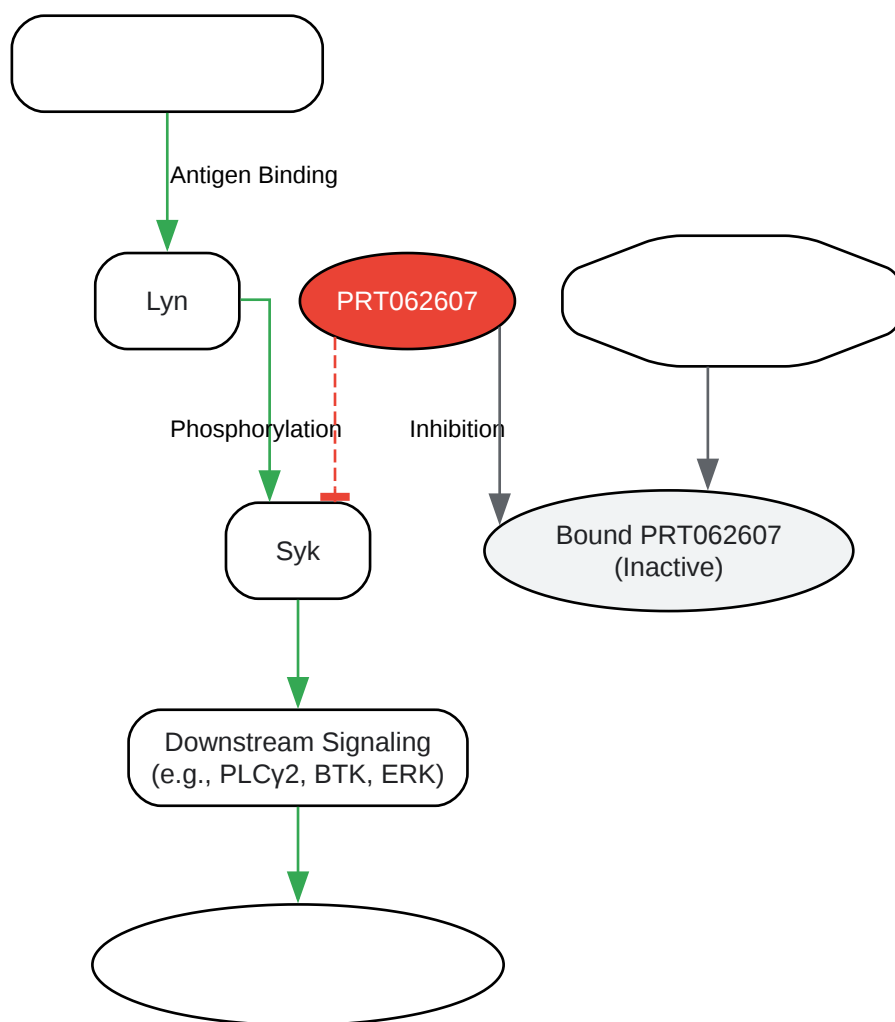 Antigen Binding
Lyn
PRT062607
Phosphorylation
Inhibition
Syk
Bound PRT062607
(Inactive)
Downstream Signaling
(e.g., PLCγ2, BTK, ERK)